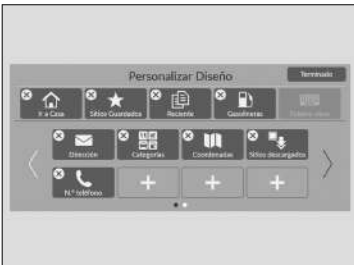 Personalizar Diseño
Terminado
Ir a Casa
Sitios Guardados
Reciente
Gasolineras
Dirección
Categorías
Coordenadas
Sitios descargados
N.º teléfono